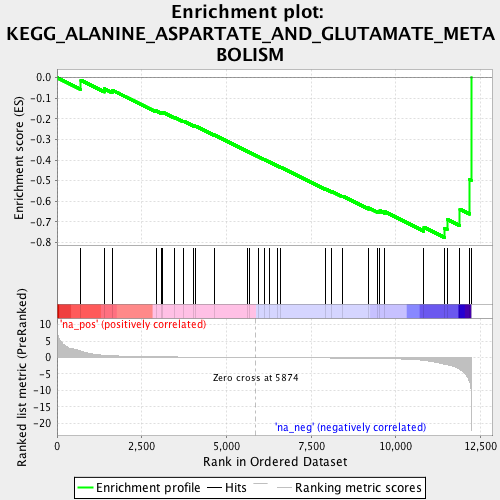 Enrichment plot:
KEGG_ALANINE_ASPARTATE_AND_GLUTAMATE_META
BOLISM
Enrichment score (ES)
0.0
-0.1
-0.2
-0.3
-0.4
-0.5
-0.6
-0.7
-0.8
Ranked list metric (PreRanked)
10
5
0
-5
-10
-15
-20
'na_pos' (positively correlated)
Zero cross at 5874
'na_neg' (negatively correlated)
0
2,500
5,000
7,500
10,000
12,500
Rank in Ordered Dataset
Enrichment profile
Hits
Ranking metric scores